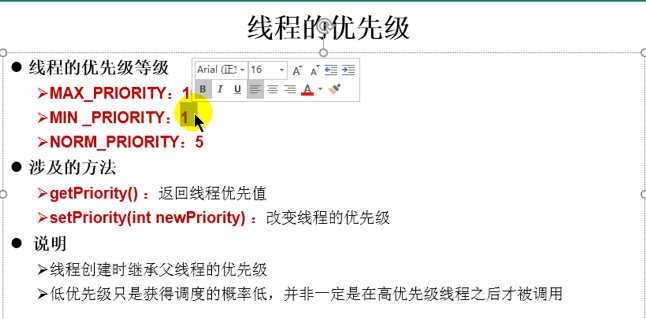 线程的优先级
● 线程的优先级等级
Arial (正 16
➢MAX_PRIORITY：1
B I U A
➢MIN _PRIORITY：1
➢NORM_PRIORITY：5
● 涉及的方法
➢getPriority() ：返回线程优先值
➢setPriority(int newPriority) ：改变线程的优先级
● 说明
➢线程创建时继承父线程的优先级
➢低优先级只是获得调度的概率低，并非一定是在高优先级线程之后才被调用